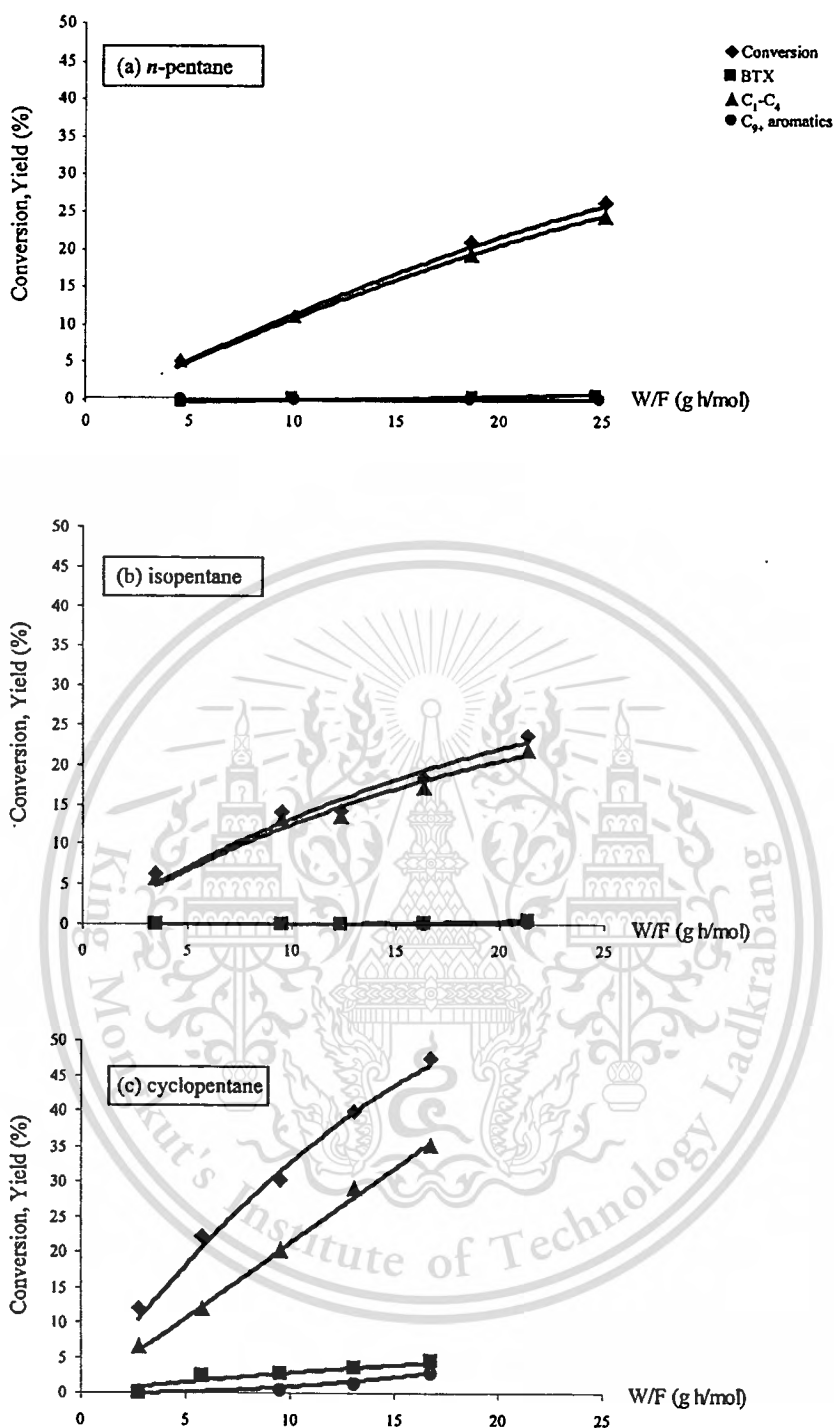 (a) n-pentane
Conversion
BTX
C₁-C₄
C₉₊ aromatics
Conversion, Yield (%)
50
45
40
35
30
25
20
15
10
5
0
0 5 10 15 20 25
W/F (g h/mol)
(b) isopentane
Conversion, Yield (%)
50
45
40
35
30
25
20
15
10
5
0
0 5 10 15 20 25
W/F (g h/mol)
(c) cyclopentane
Conversion, Yield (%)
50
45
40
35
30
25
20
15
10
5
0
0 5 10 15 20 25
W/F (g h/mol)
King Mongkut's Institute of Technology Ladkrabang